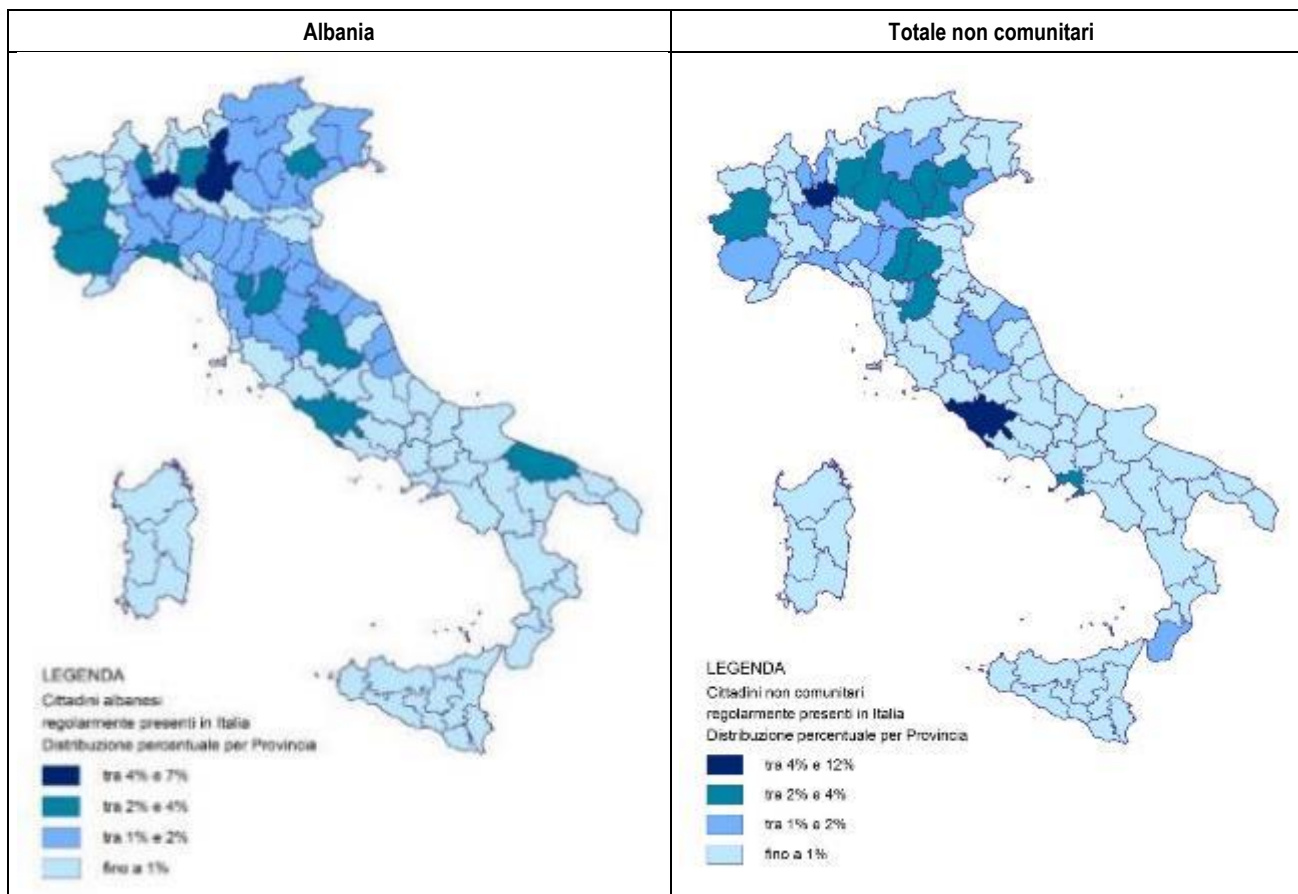 Albania
Totale non comunitari
LEGENDA
Cittadini albanesi
regolarmente presenti in Italia
Distribuzione percentuale per Provincia
tra 4% e 7%
tra 2% e 4%
tra 1% e 2%
fino a 1%
LEGENDA
Cittadini non comunitari
regolarmente presenti in Italia
Distribuzione percentuale per Provincia
tra 4% e 12%
tra 2% e 4%
tra 1% e 2%
fino a 1%